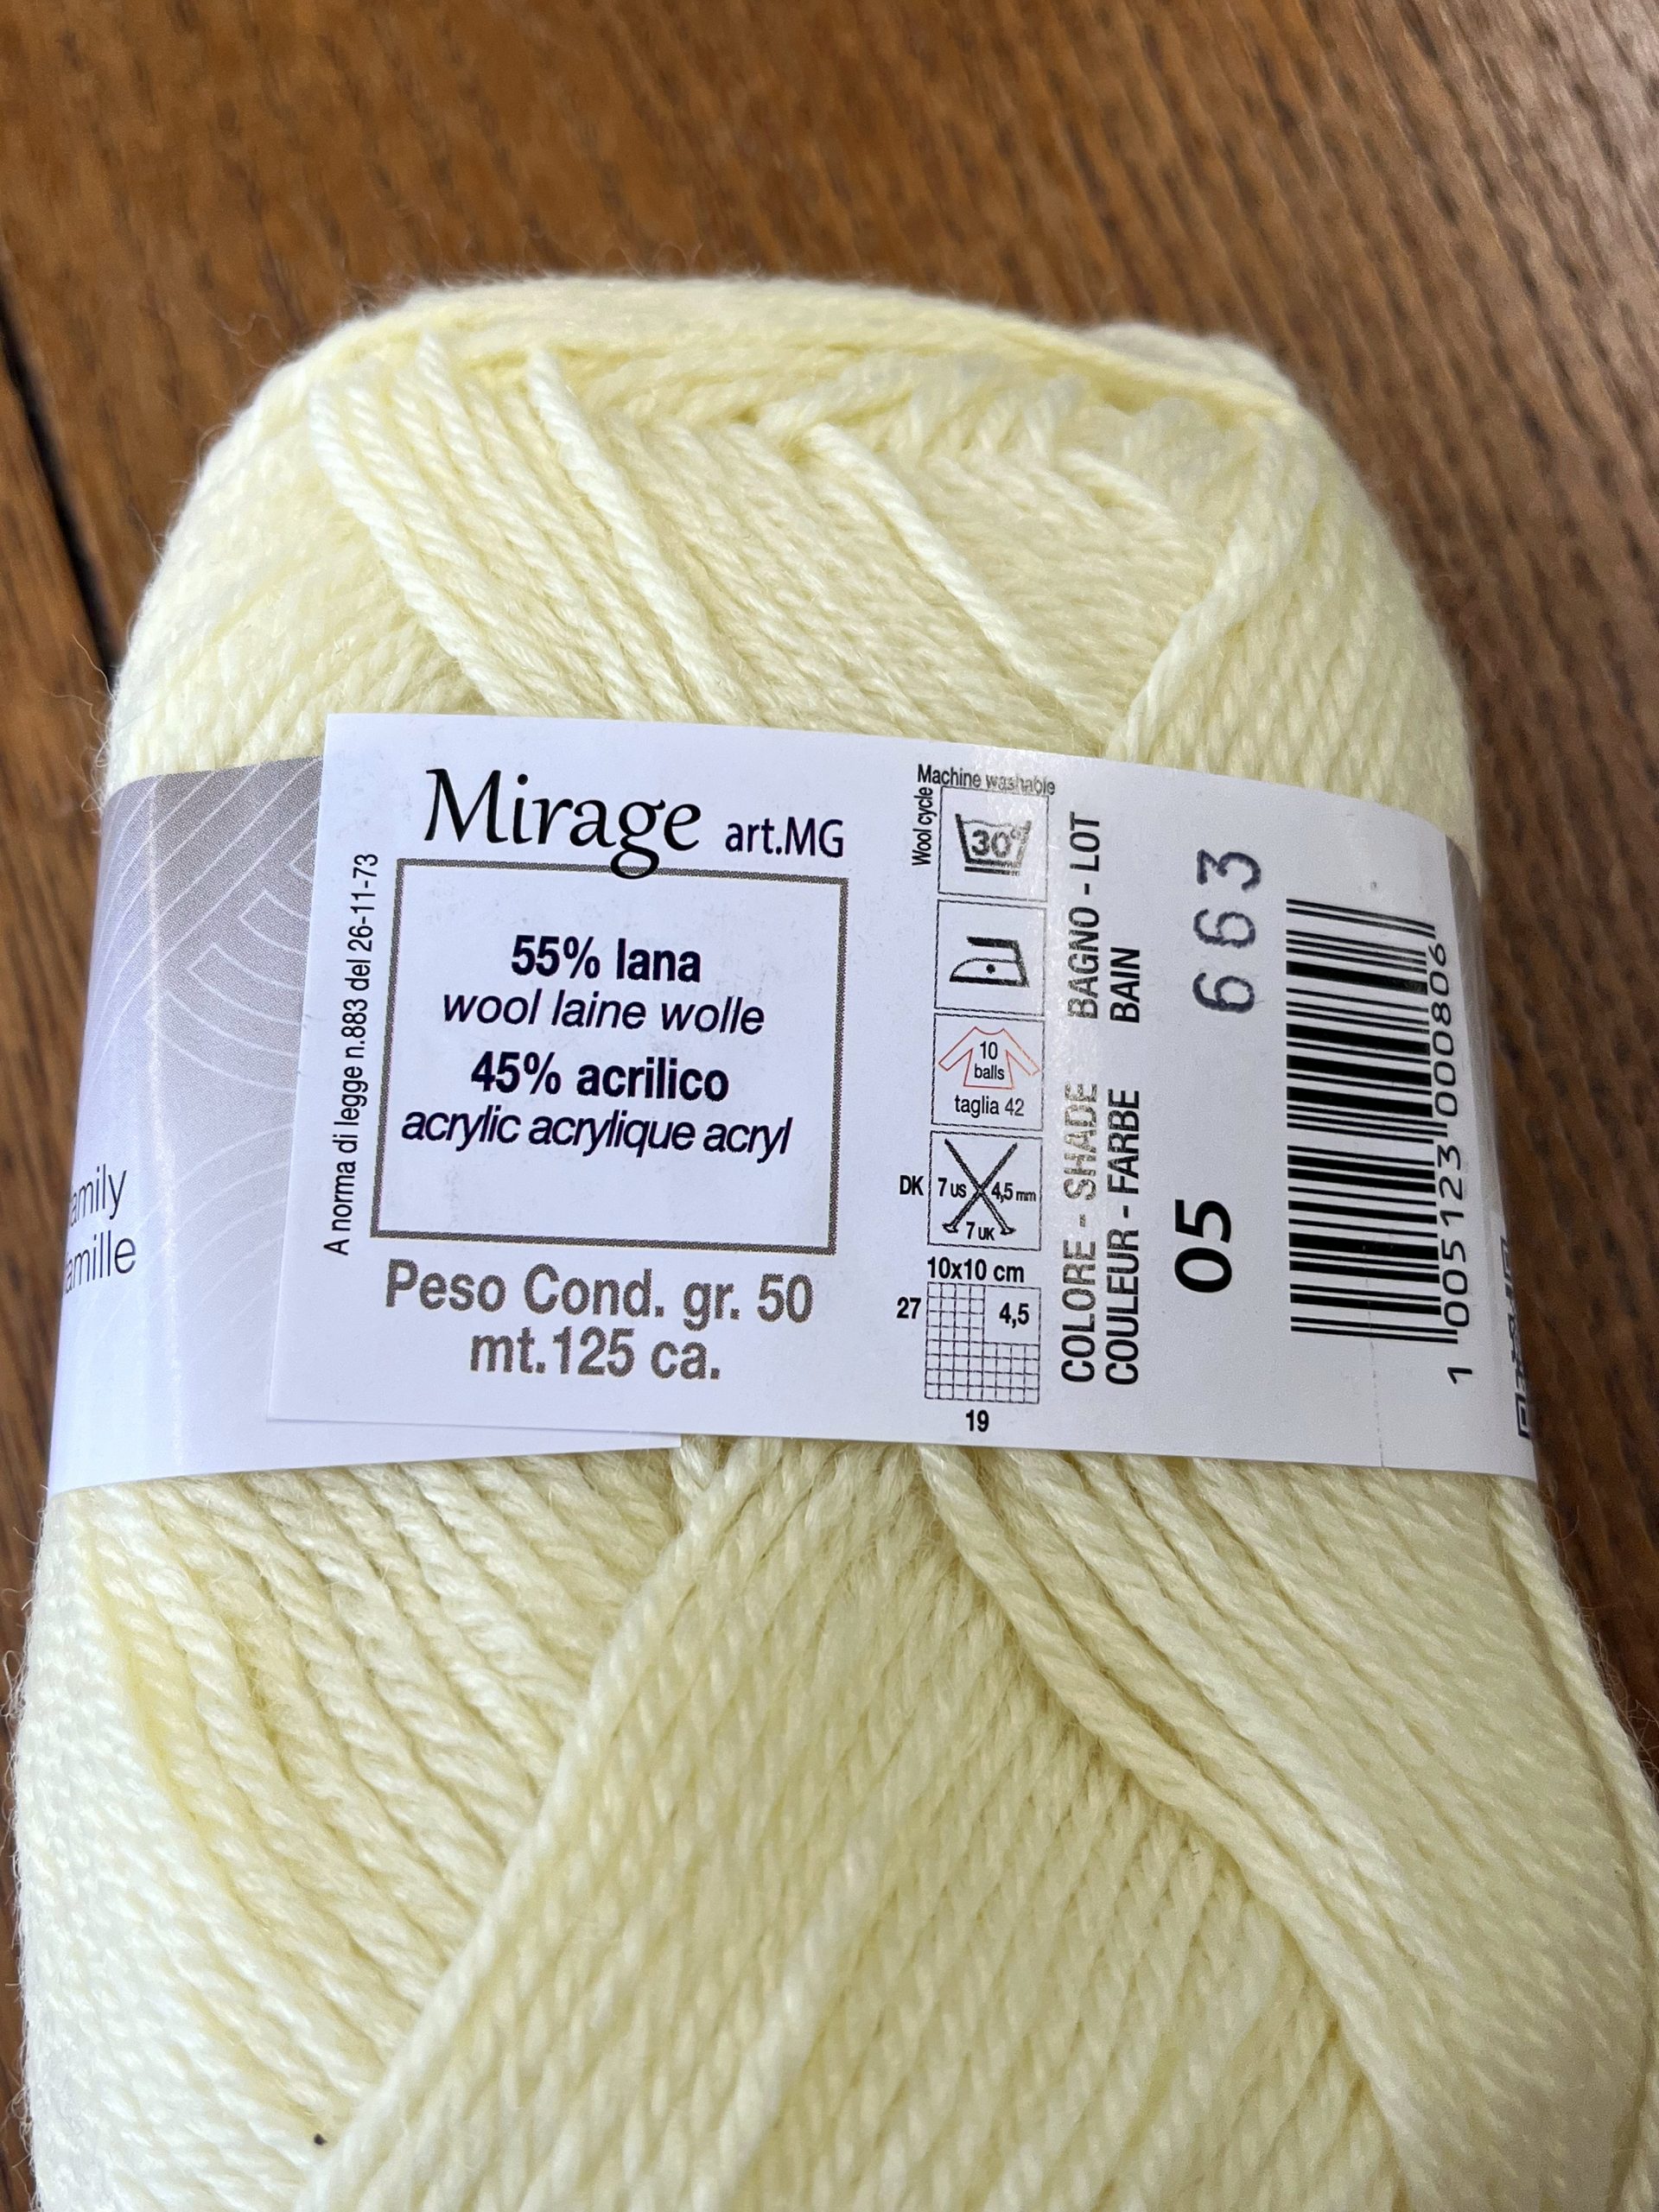 Mirage art.MG
A norma di legge n.883 del 26-11-73
55% lana
wool laine wolle
45% acrilico
acrylic acrylique acryl
Peso Cond. gr. 50
mt.125 ca.
Machine washable
Wool cycle
30°
10
balls
taglia 42
DK 7 US 4,5 mm
7 UK
10x10 cm
27 4,5
19
COLORE - SHADE BAGNO - LOT
COULEUR - FARBE BAIN
05 663
1 005123 000806